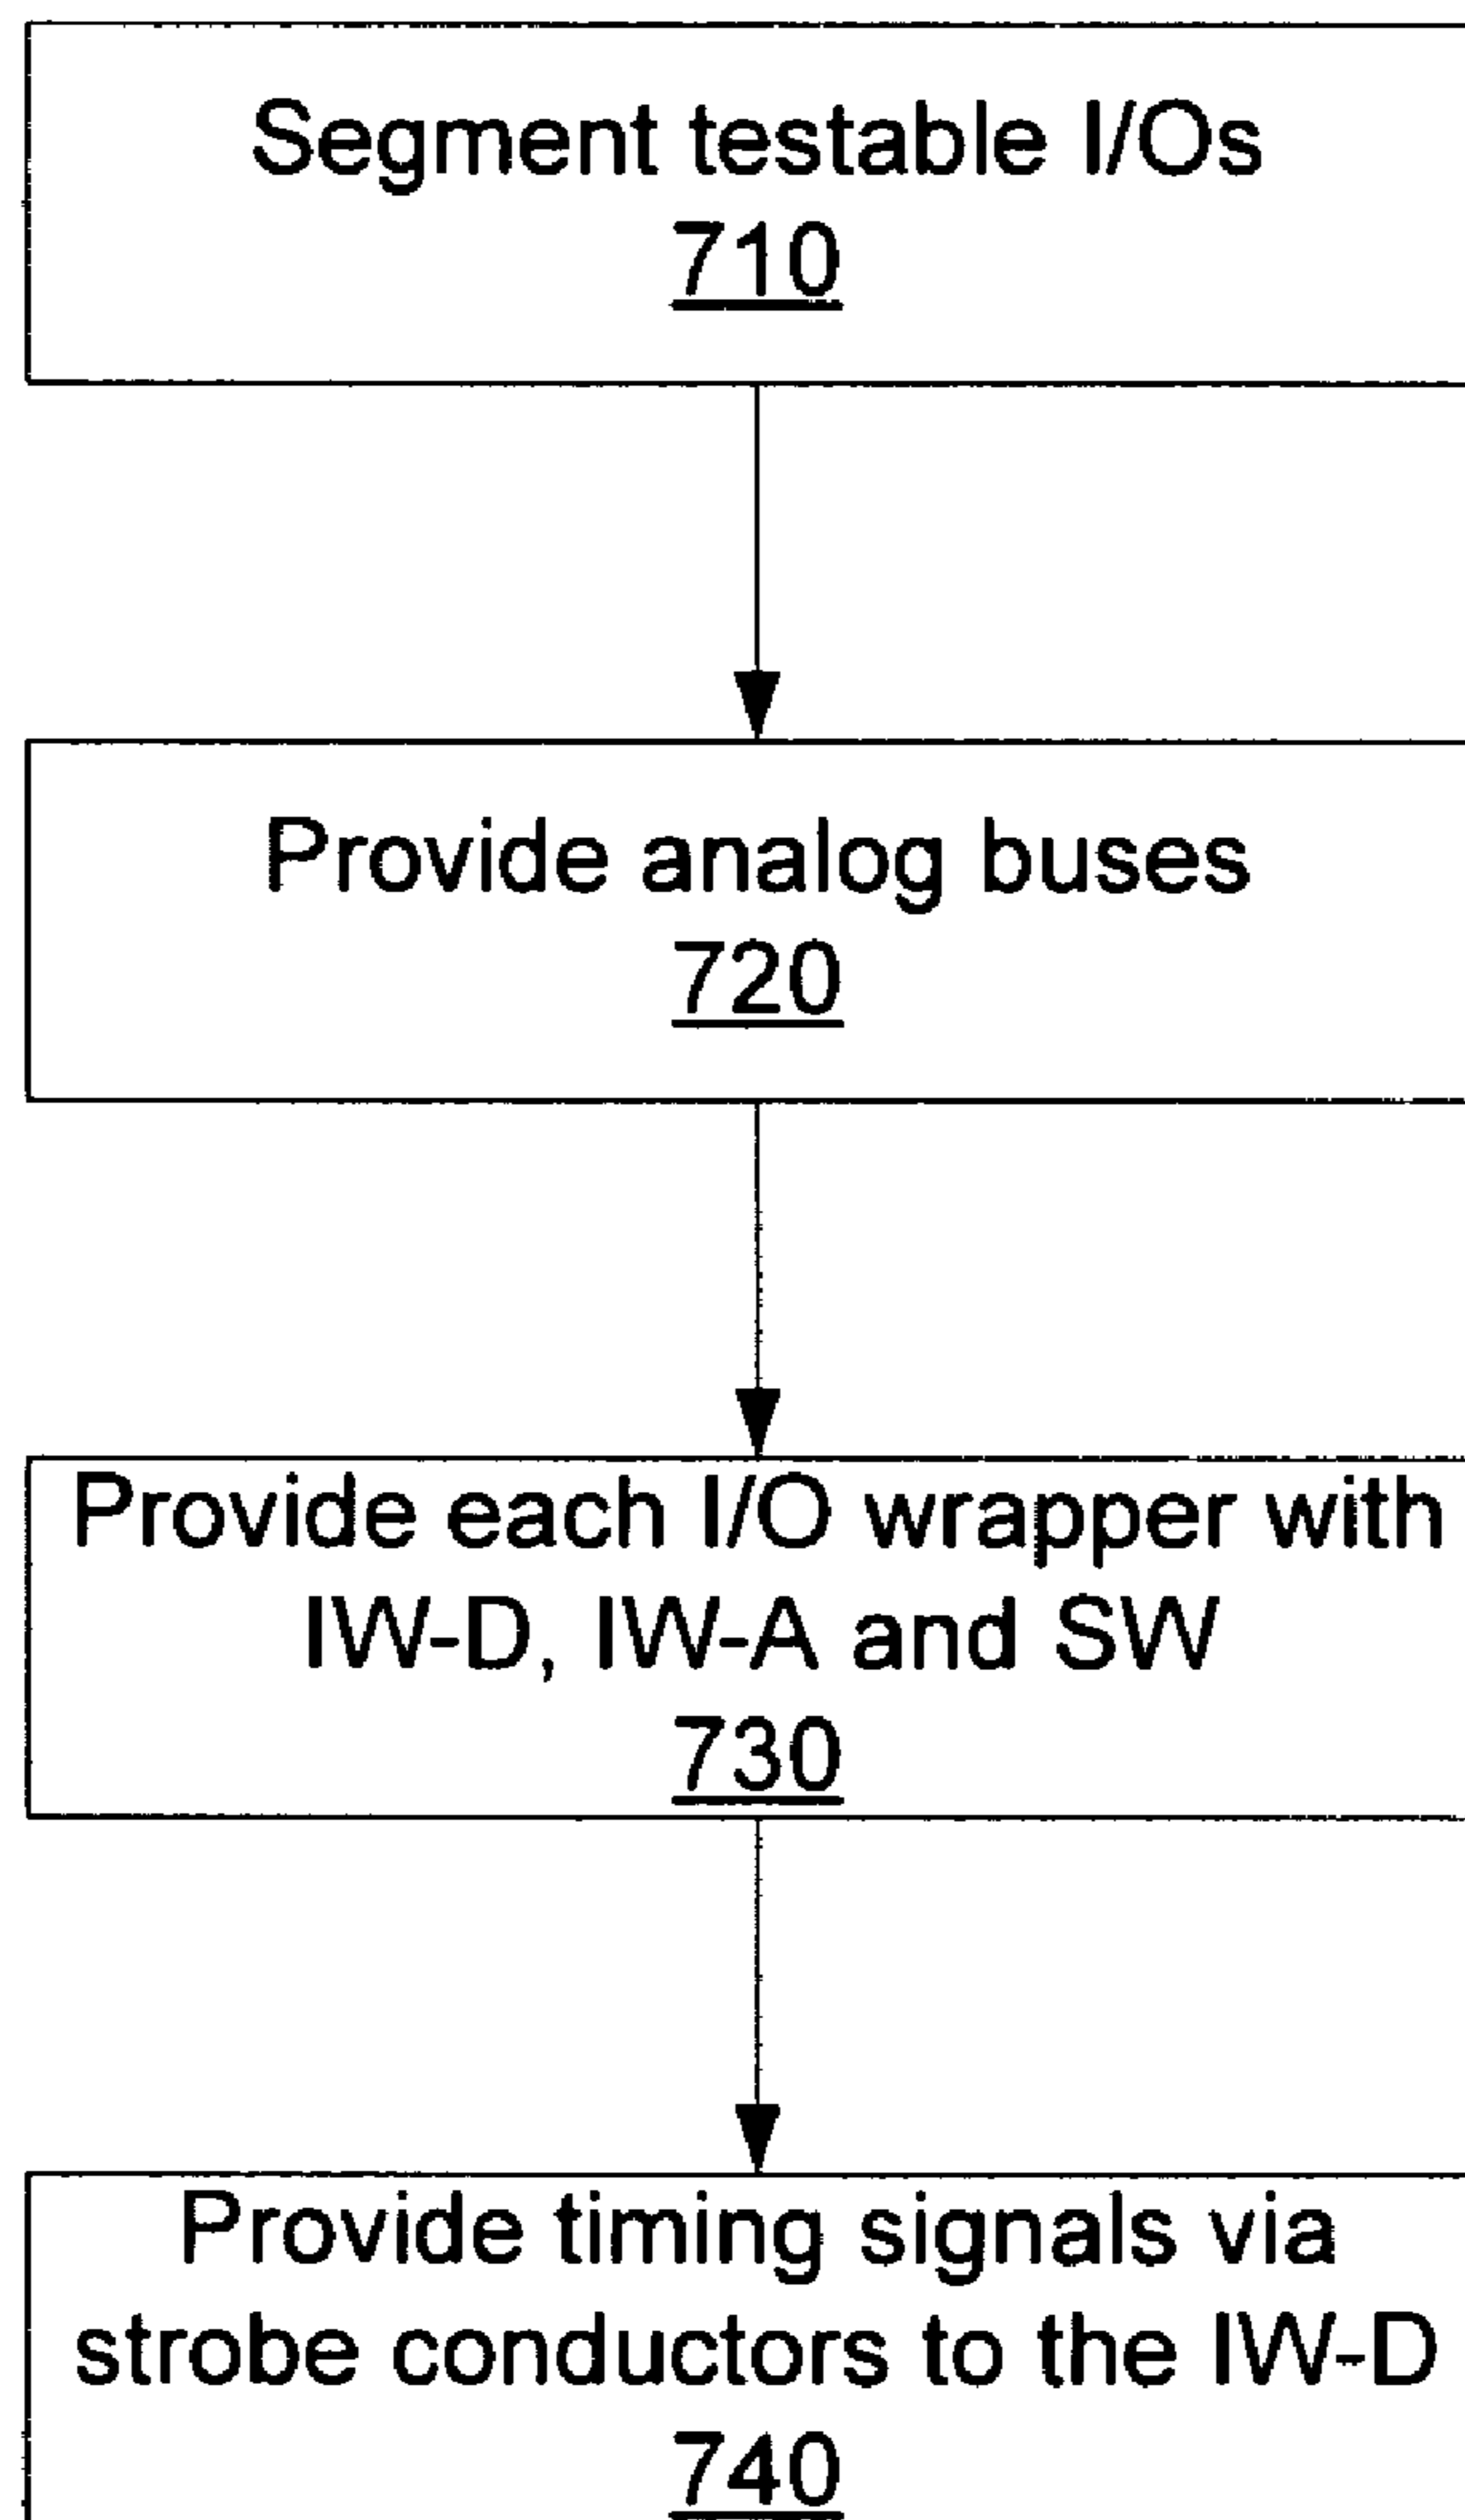 Segment testable I/Os
710
Provide analog buses
720
Provide each I/O wrapper with
IW-D, IW-A and SW
730
Provide timing signals via
strobe conductors to the IW-D
740